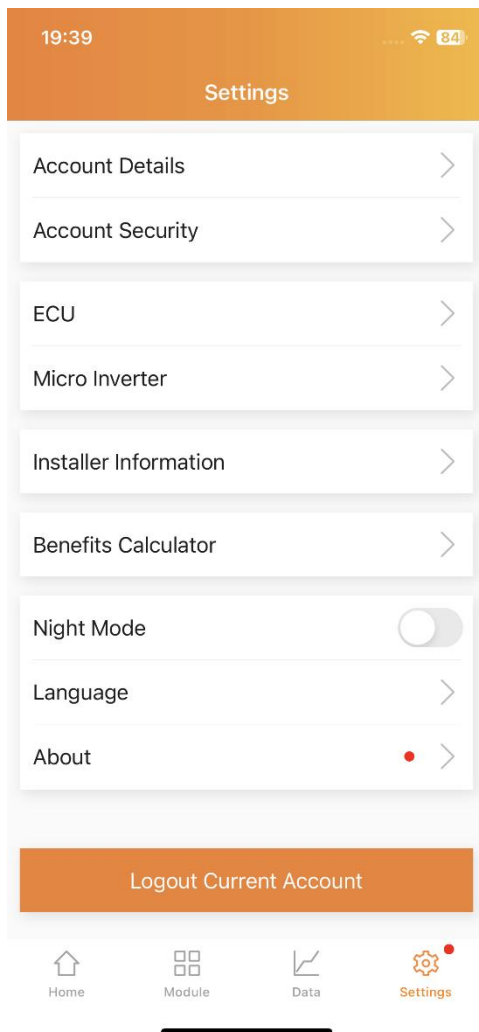 19:39
84
Settings
Account Details
Account Security
ECU
Micro Inverter
Installer Information
Benefits Calculator
Night Mode
Language
About
Logout Current Account
Home Module Data Settings